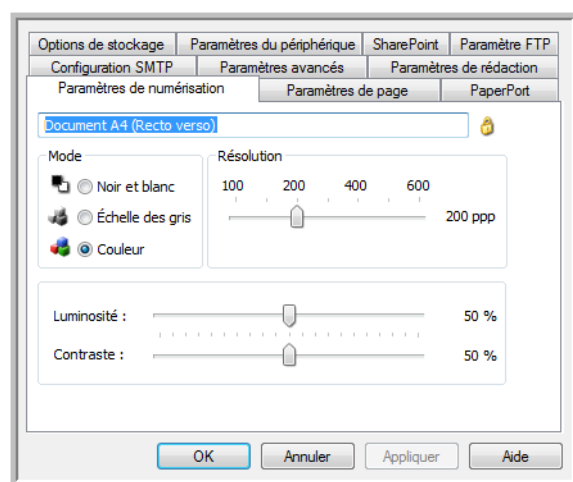 Options de stockage Paramètres du périphérique SharePoint Paramètre FTP
Configuration SMTP Paramètres avancés Paramètres de rédaction
Paramètres de numérisation Paramètres de page PaperPort
Document A4 (Recto verso)
Mode Résolution
Noir et blanc 100 200 400 600
Échelle des gris 200 ppp
Couleur
Luminosité : 50 %
Contraste : 50 %
OK Annuler Appliquer Aide